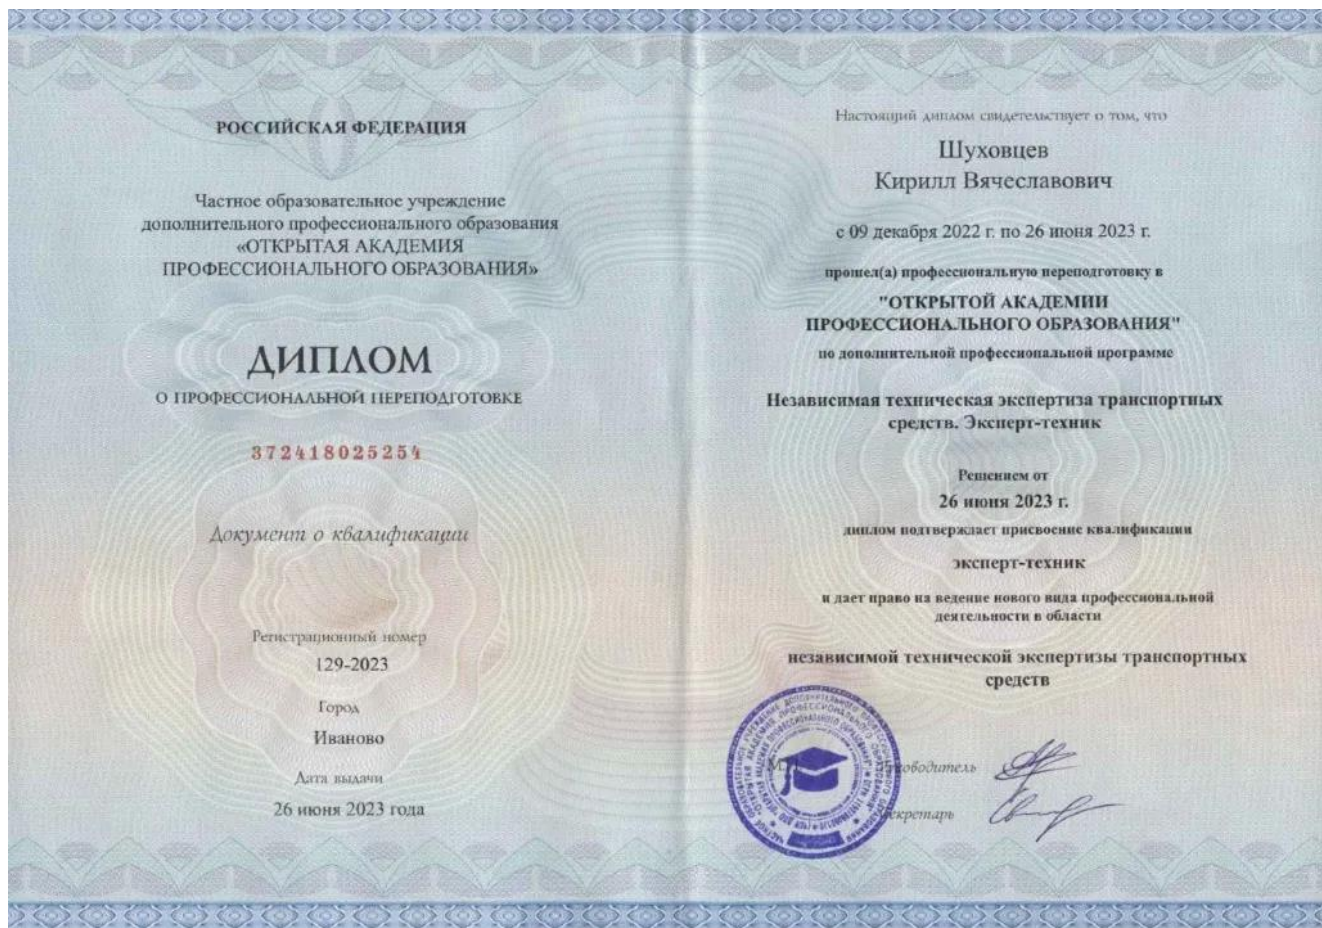 РОССИЙСКАЯ ФЕДЕРАЦИЯ
Частное образовательное учреждение
дополнительного профессионального образования
«ОТКРЫТАЯ АКАДЕМИЯ
ПРОФЕССИОНАЛЬНОГО ОБРАЗОВАНИЯ»
ДИПЛОМ
О ПРОФЕССИОНАЛЬНОЙ ПЕРЕПОДГОТОВКЕ
372418025254
Документ о квалификации
Регистрационный номер
129-2023
Город
Иваново
Дата выдачи
26 июня 2023 года
Настоящий диплом свидетельствует о том, что
Шуховцев
Кирилл Вячеславович
с 09 декабря 2022 г. по 26 июня 2023 г.
прошел(а) профессиональную переподготовку в
"ОТКРЫТОЙ АКАДЕМИИ
ПРОФЕССИОНАЛЬНОГО ОБРАЗОВАНИЯ"
по дополнительной профессиональной программе
Независимая техническая экспертиза транспортных
средств. Эксперт-техник
Решением от
26 июня 2023 г.
диплом подтверждает присвоение квалификации
эксперт-техник
и дает право на ведение нового вида профессиональной
деятельности в области
независимой технической экспертизы транспортных
средств
М.П.
Руководитель
Секретарь